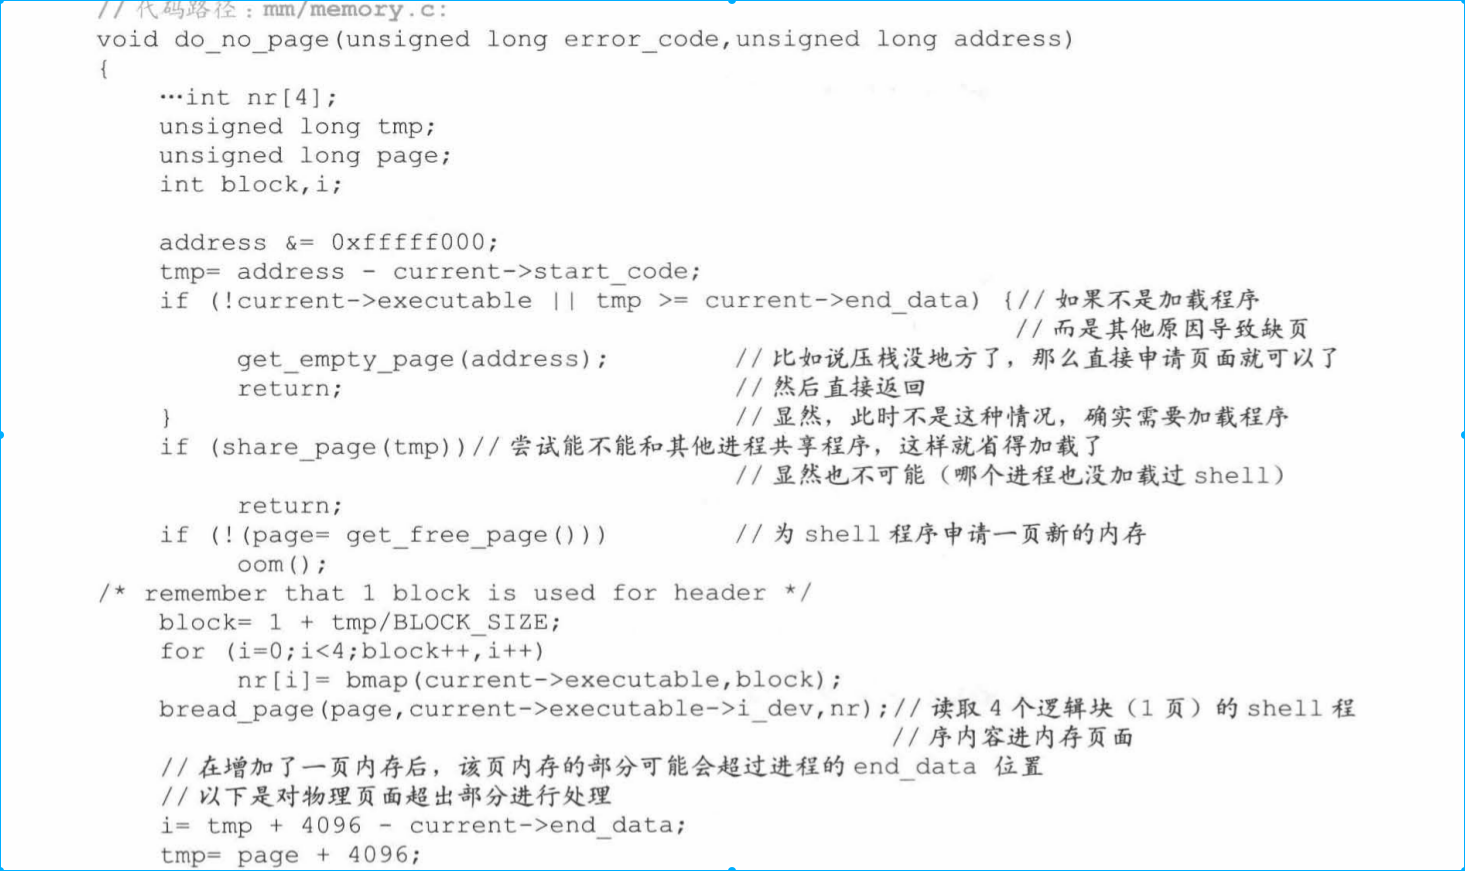 // 代码路径：mm/memory.c:
void do_no_page(unsigned long error_code,unsigned long address)
{
…int nr[4];
unsigned long tmp;
unsigned long page;
int block,i;
address &= 0xfffff000;
tmp= address - current->start_code;
if (!current->executable || tmp >= current->end_data) {// 如果不是加载程序
// 而是其他原因导致缺页
get_empty_page(address); // 比如说压栈没地方了，那么直接申请页面就可以了
return; // 然后直接返回
} // 显然，此时不是这种情况，确实需要加载程序
if (share_page(tmp))// 尝试能不能和其他进程共享程序，这样就省得加载了
// 显然也不可能（哪个进程也没加载过 shell）
return;
if (!(page= get_free_page())) // 为 shell 程序申请一页新的内存
oom();
/* remember that 1 block is used for header */
block= 1 + tmp/BLOCK_SIZE;
for (i=0;i<4;block++,i++)
nr[i]= bmap(current->executable,block);
bread_page(page,current->executable->i_dev,nr);// 读取 4 个逻辑块（1 页）的 shell 程
// 序内容进内存页面
// 在增加了一页内存后，该页内存的部分可能会超过进程的 end_data 位置
// 以下是对物理页面超出部分进行处理
i= tmp + 4096 - current->end_data;
tmp= page + 4096;